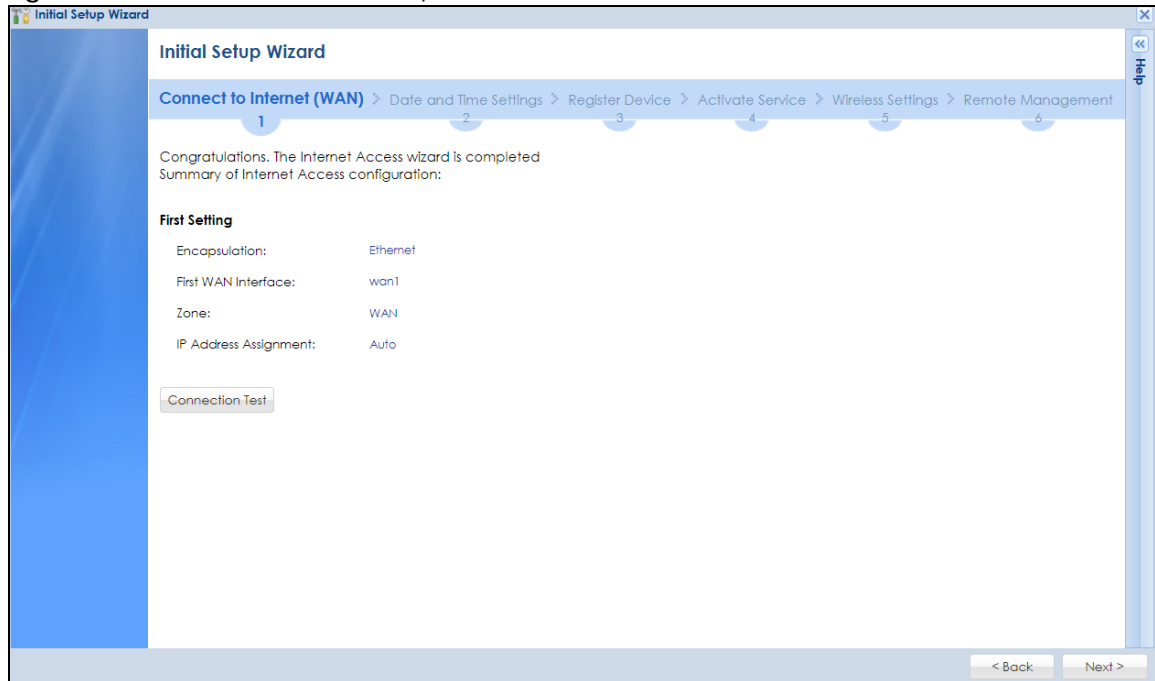 Initial Setup Wizard
Help
Initial Setup Wizard
Connect to Internet (WAN) > Date and Time Settings > Register Device > Activate Service > Wireless Settings > Remote Management
1 2 3 4 5 6
Congratulations. The Internet Access wizard is completed
Summary of Internet Access configuration:
First Setting
Encapsulation: Ethernet
First WAN Interface: wan1
Zone: WAN
IP Address Assignment: Auto
Connection Test
< Back Next >